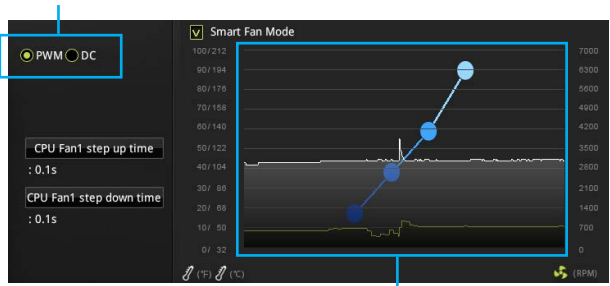 V Smart Fan Mode
PWM DC
100/212 7000
90/194 6300
80/176 5600
70/158 4900
60/140 4200
50/122 3500
40/104 2800
30/ 86 2100
20/ 68 1400
10/ 50 700
0/ 32 0
CPU Fan1 step up time
: 0.1s
CPU Fan1 step down time
: 0.1s
(°F) (°C) (RPM)